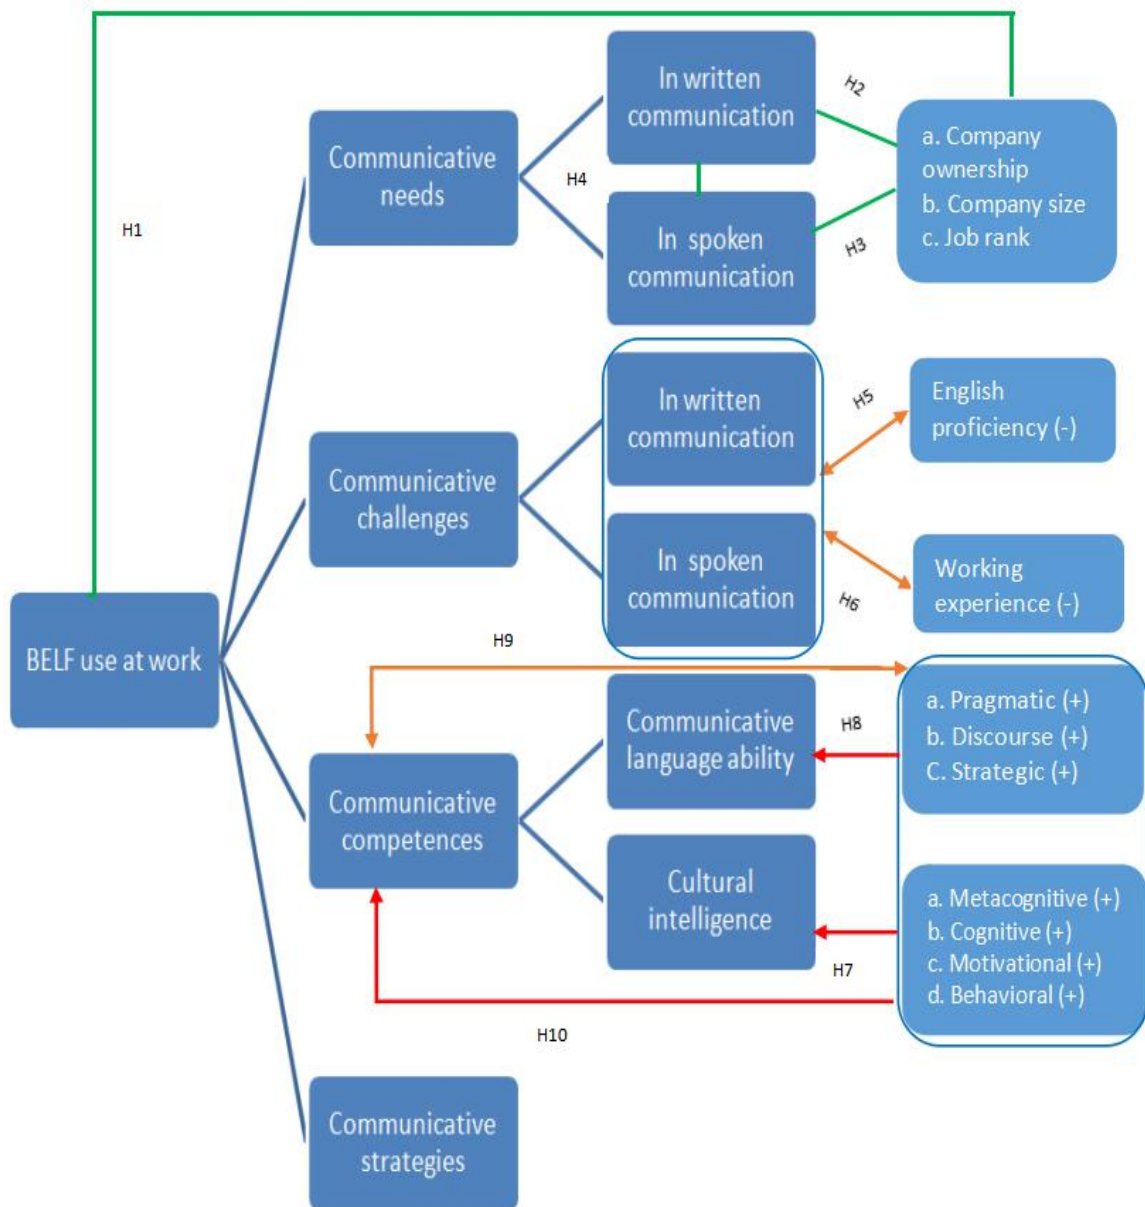 In written
communication
H2
a. Company
ownership
b. Company size
c. Job rank
Communicative
needs
H4
H1
In spoken
communication
H3
In written
communication
H5
English
proficiency (-)
Communicative
challenges
In spoken
communication
H6
Working
experience (-)
BELF use at work
H9
Communicative
language ability
H8
a. Pragmatic (+)
b. Discourse (+)
C. Strategic (+)
Communicative
competences
Cultural
intelligence
H7
a. Metacognitive (+)
b. Cognitive (+)
c. Motivational (+)
d. Behavioral (+)
H10
Communicative
strategies